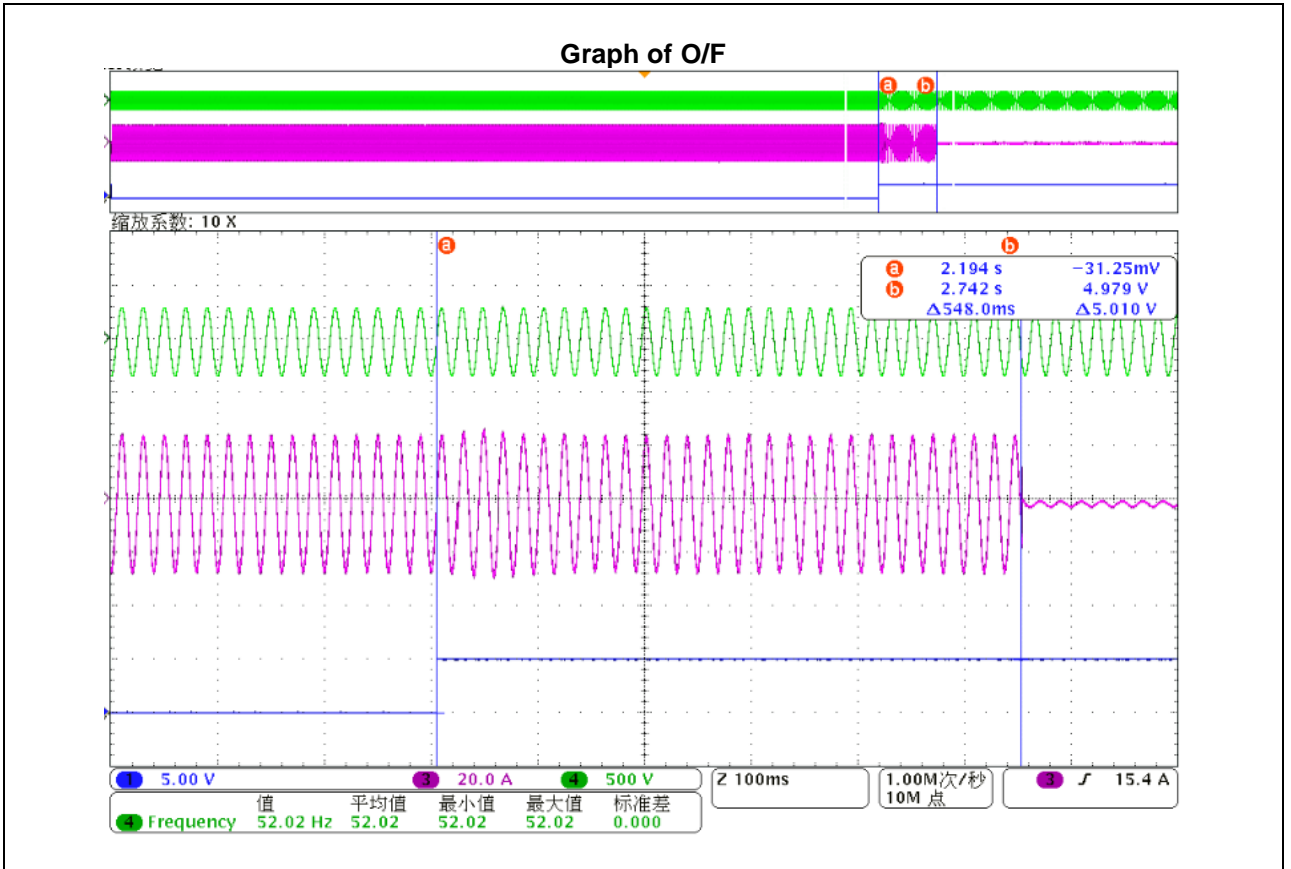 Graph of O/F
a b
缩放系数: 10 X
a b
a 2.194 s −31.25mV
b 2.742 s 4.979 V
Δ548.0ms Δ5.010 V
1 5.00 V 3 20.0 A 4 500 V Z 100ms 1.00M次/秒 3 15.4 A
10M 点
值 平均值 最小值 最大值 标准差
4 Frequency 52.02 Hz 52.02 52.02 52.02 0.000